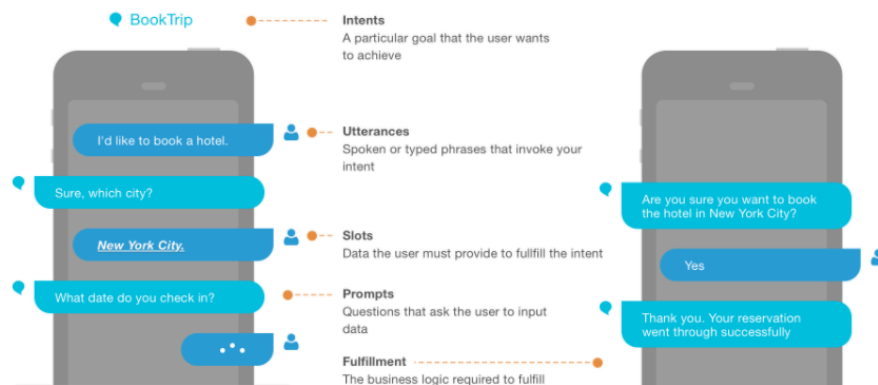 BookTrip
Intents
A particular goal that the user wants
to achieve
I'd like to book a hotel.
Utterances
Spoken or typed phrases that invoke your
intent
Sure, which city?
New York City.
Slots
Data the user must provide to fullfill the intent
What date do you check in?
Prompts
Questions that ask the user to input
data
Fulfillment
The business logic required to fulfill
Are you sure you want to book
the hotel in New York City?
Yes
Thank you. Your reservation
went through successfully